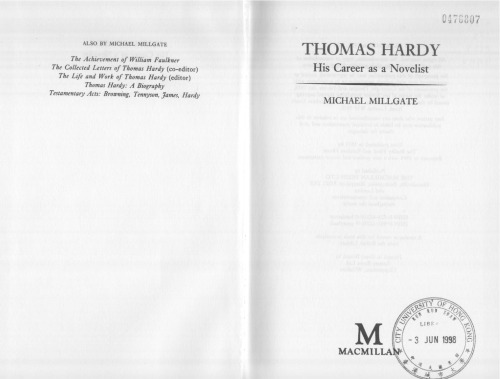 ALSO BY MICHAEL MILLGATE
The Achievement of William Faulkner
The Collected Letters of Thomas Hardy (co-editor)
The Life and Work of Thomas Hardy (editor)
Thomas Hardy: A Biography
Testamentary Acts: Browning, Tennyson, James, Hardy
0476807
THOMAS HARDY
His Career as a Novelist
MICHAEL MILLGATE
M
MACMILLAN
CITY UNIVERSITY OF HONG KONG
- 3 JUN 1998